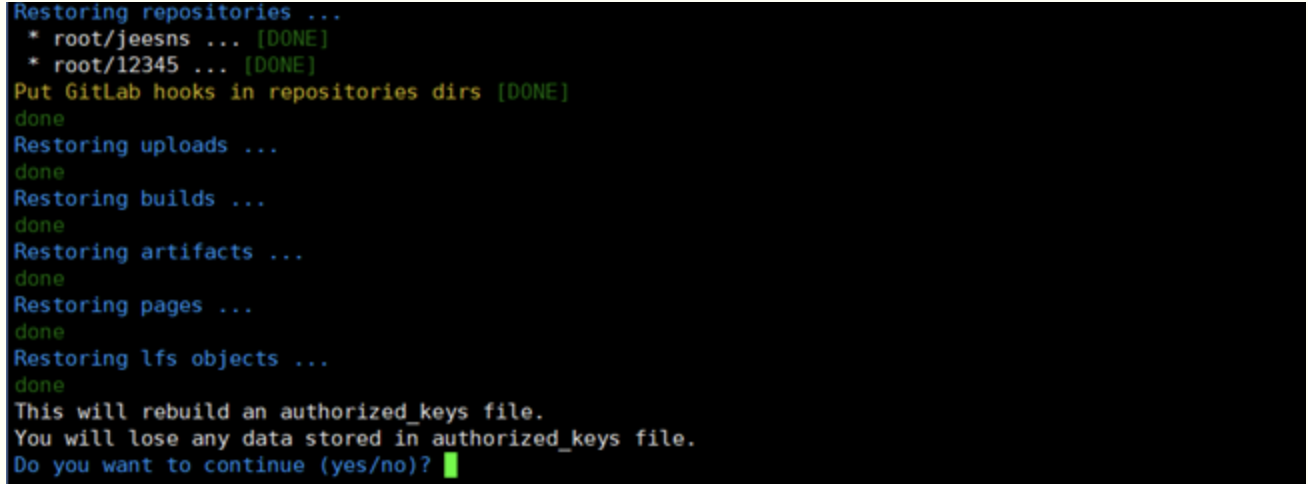 Restoring repositories ...
 * root/jeesns ... [DONE]
 * root/12345 ... [DONE]
Put GitLab hooks in repositories dirs [DONE]
done
Restoring uploads ...
done
Restoring builds ...
done
Restoring artifacts ...
done
Restoring pages ...
done
Restoring lfs objects ...
done
This will rebuild an authorized_keys file.
You will lose any data stored in authorized_keys file.
Do you want to continue (yes/no)?